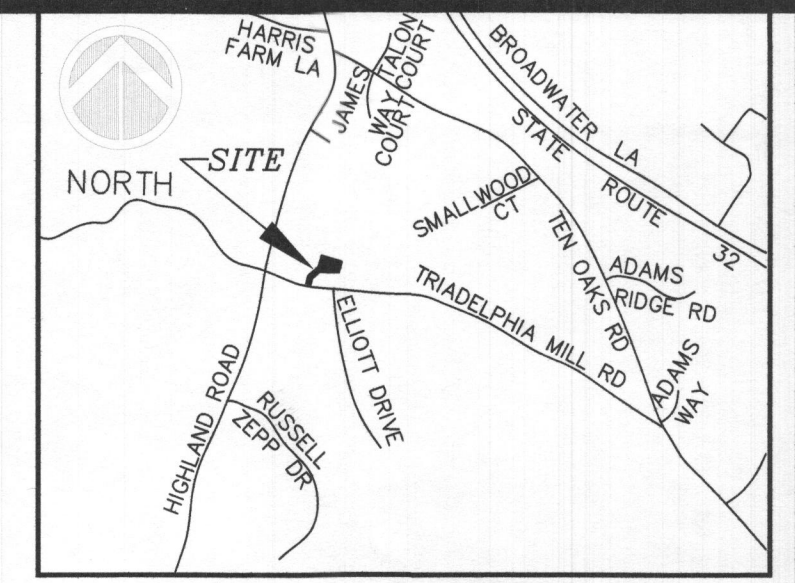 HARRIS
FARM LA
JAMES
WAY
COURT
TALON
COURT
BROADWATER LA
STATE
ROUTE
32
SITE
NORTH
SMALLWOOD
CT
TEN OAKS RD
ADAMS
RIDGE RD
TRIADELPHIA MILL RD
ADAMS
WAY
ELLIOTT DRIVE
HIGHLAND ROAD
RUSSELL
ZEPP DR